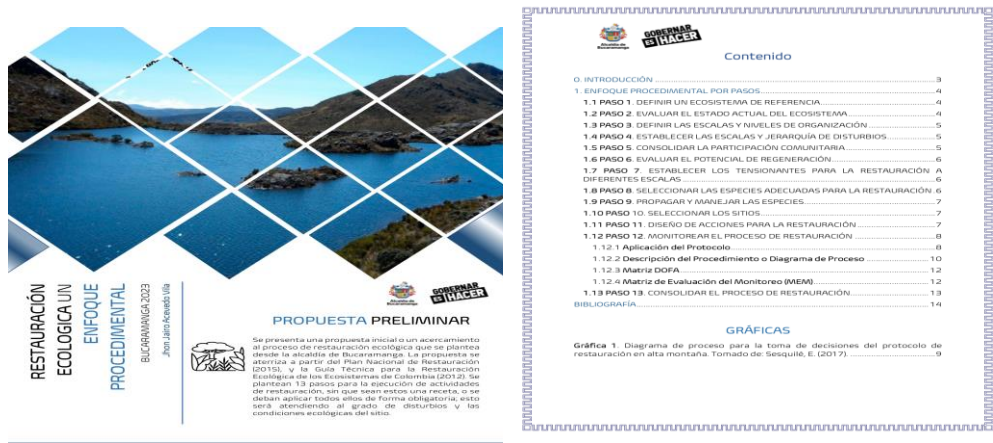 RESTAURACIÓN
ECOLOGICA UN
ENFOQUE
PROCEDIMENTAL
BUCARAMANGA 2023
Jhon Jairo Acevedo Vila
Alcaldía de
Bucaramanga
GOBERNAR
ES HACER
PROPUESTA PRELIMINAR
Se presenta una propuesta inicial o un acercamiento
al proceso de restauración ecológica que se plantea
desde la alcaldía de Bucaramanga. La propuesta se
aterriza a partir del Plan Nacional de Restauración
(2015), y la Guía Técnica para la Restauración
Ecológica de los Ecosistemas de Colombia (2012). Se
plantean 13 pasos para la ejecución de actividades
de restauración, sin que sean estos una receta, o se
deban aplicar todos ellos de forma obligatoria; esto
será atendiendo al grado de disturbios y las
condiciones ecológicas del sitio.
Alcaldía de
Bucaramanga
GOBERNAR
ES HACER
Contenido
0. INTRODUCCIÓN ... 3
1. ENFOQUE PROCEDIMENTAL POR PASOS ... 4
1.1 PASO 1. DEFINIR UN ECOSISTEMA DE REFERENCIA ... 4
1.2 PASO 2. EVALUAR EL ESTADO ACTUAL DEL ECOSISTEMA ... 4
1.3 PASO 3. DEFINIR LAS ESCALAS Y NIVELES DE ORGANIZACIÓN ... 5
1.4 PASO 4. ESTABLECER LAS ESCALAS Y JERARQUÍA DE DISTURBIOS ... 5
1.5 PASO 5. CONSOLIDAR LA PARTICIPACIÓN COMUNITARIA ... 5
1.6 PASO 6. EVALUAR EL POTENCIAL DE REGENERACIÓN ... 6
1.7 PASO 7. ESTABLECER LOS TENSIONANTES PARA LA RESTAURACIÓN A
DIFERENTES ESCALAS ... 6
1.8 PASO 8. SELECCIONAR LAS ESPECIES ADECUADAS PARA LA RESTAURACIÓN . 6
1.9 PASO 9. PROPAGAR Y MANEJAR LAS ESPECIES ... 7
1.10 PASO 10. SELECCIONAR LOS SITIOS ... 7
1.11 PASO 11. DISEÑO DE ACCIONES PARA LA RESTAURACIÓN ... 7
1.12 PASO 12. MONITOREAR EL PROCESO DE RESTAURACIÓN ... 8
1.12.1 Aplicación del Protocolo ... 8
1.12.2 Descripción del Procedimiento o Diagrama de Proceso ... 10
1.12.3 Matriz DOFA ... 12
1.12.4 Matriz de Evaluación del Monitoreo (MEM) ... 12
1.13 PASO 13. CONSOLIDAR EL PROCESO DE RESTAURACIÓN ... 13
BIBLIOGRAFÍA ... 14
GRÁFICAS
Gráfica 1. Diagrama de proceso para la toma de decisiones del protocolo de
restauración en alta montaña. Tomado de: Sesquilé, E. (2017) ... 9